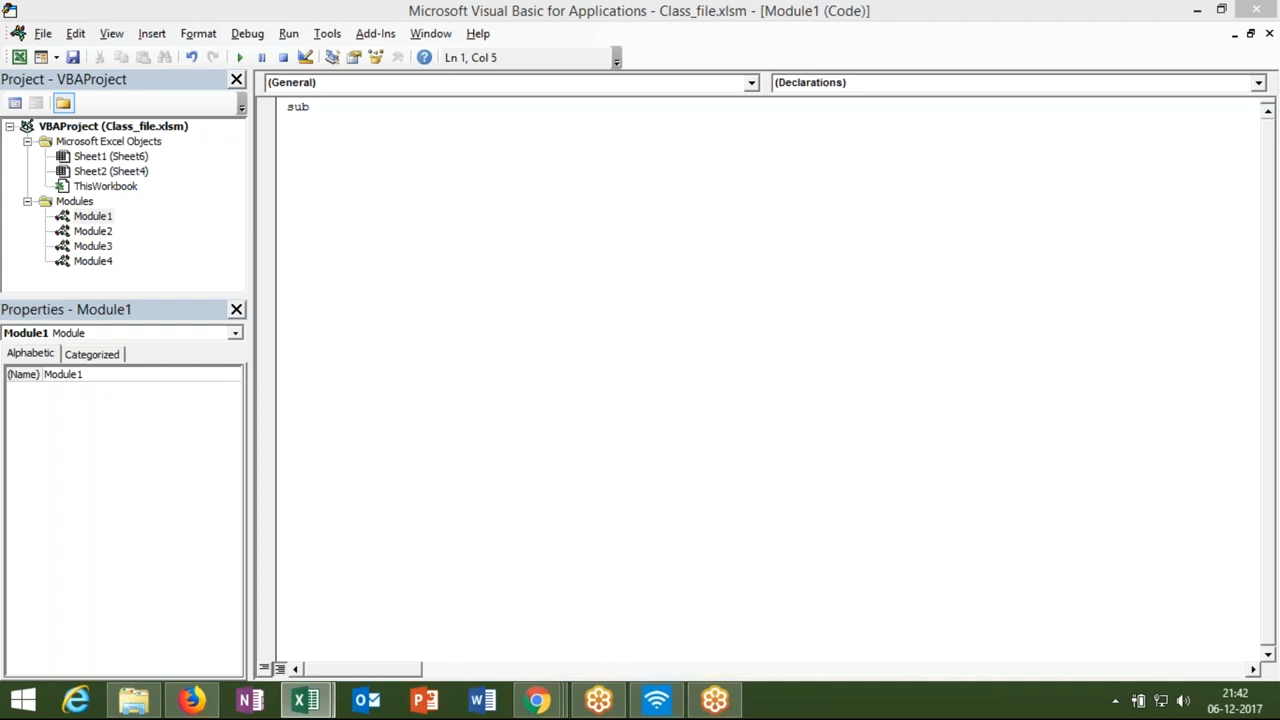 Microsoft Visual Basic for Applications - Class_file.xlsm - [Module1 (Code)]
File Edit View Insert Format Debug Run Tools Add-Ins Window Help
Ln 1, Col 5
Project - VBAProject
(General) (Declarations)
sub
VBAProject (Class_file.xlsm)
Microsoft Excel Objects
Sheet1 (Sheet6)
Sheet2 (Sheet4)
ThisWorkbook
Modules
Module1
Module2
Module3
Module4
Properties - Module1
Module1 Module
Alphabetic Categorized
(Name) Module1
21:42
06-12-2017